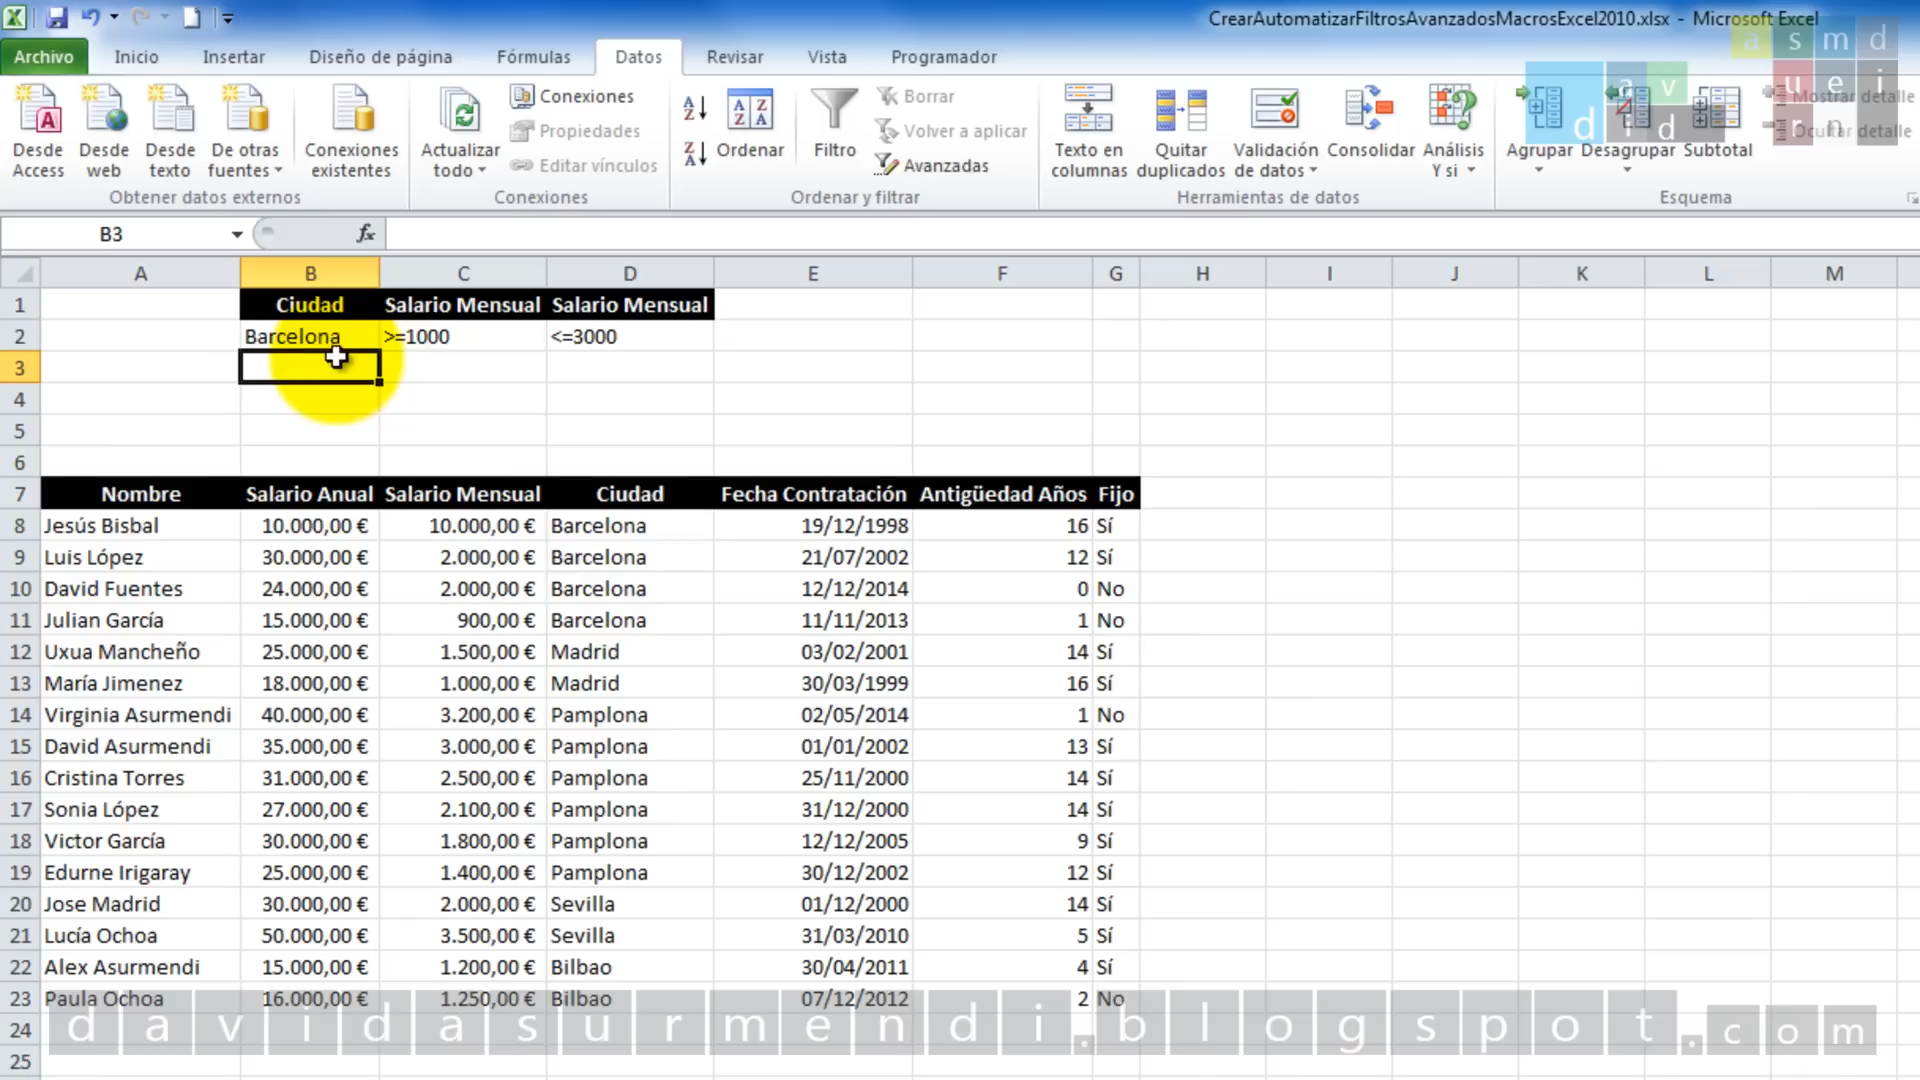 CrearAutomatizarFiltrosAvanzadosMacrosExcel2010.xlsx - Microsoft Excel
Archivo Inicio Insertar Diseño de página Fórmulas Datos Revisar Vista Programador
Desde Access
Desde web
Desde texto
De otras fuentes
Conexiones existentes
Obtener datos externos
Actualizar todo
Conexiones
Propiedades
Editar vínculos
Conexiones
Ordenar
Filtro
Borrar
Volver a aplicar
Avanzadas
Ordenar y filtrar
Texto en columnas
Quitar duplicados
Validación de datos
Consolidar
Análisis Y si
Herramientas de datos
Agrupar
Desagrupar
Subtotal
Mostrar detalle
Ocultar detalle
Esquema
a s m d
d a v i d
u e i
r n
B3 fx
A B C D E F G H I J K L M
1 Ciudad Salario Mensual Salario Mensual
2 Barcelona >=1000 <=3000
3
4
5
6
7 Nombre Salario Anual Salario Mensual Ciudad Fecha Contratación Antigüedad Años Fijo
8 Jesús Bisbal 10.000,00 € 10.000,00 € Barcelona 19/12/1998 16 Sí
9 Luis López 30.000,00 € 2.000,00 € Barcelona 21/07/2002 12 Sí
10 David Fuentes 24.000,00 € 2.000,00 € Barcelona 12/12/2014 0 No
11 Julian García 15.000,00 € 900,00 € Barcelona 11/11/2013 1 No
12 Uxua Mancheño 25.000,00 € 1.500,00 € Madrid 03/02/2001 14 Sí
13 María Jimenez 18.000,00 € 1.000,00 € Madrid 30/03/1999 16 Sí
14 Virginia Asurmendi 40.000,00 € 3.200,00 € Pamplona 02/05/2014 1 No
15 David Asurmendi 35.000,00 € 3.000,00 € Pamplona 01/01/2002 13 Sí
16 Cristina Torres 31.000,00 € 2.500,00 € Pamplona 25/11/2000 14 Sí
17 Sonia López 27.000,00 € 2.100,00 € Pamplona 31/12/2000 14 Sí
18 Victor García 30.000,00 € 1.800,00 € Pamplona 12/12/2005 9 Sí
19 Edurne Irigaray 25.000,00 € 1.400,00 € Pamplona 30/12/2002 12 Sí
20 Jose Madrid 30.000,00 € 2.000,00 € Sevilla 01/12/2000 14 Sí
21 Lucía Ochoa 50.000,00 € 3.500,00 € Sevilla 31/03/2010 5 Sí
22 Alex Asurmendi 15.000,00 € 1.200,00 € Bilbao 30/04/2011 4 Sí
23 Paula Ochoa 16.000,00 € 1.250,00 € Bilbao 07/12/2012 2 No
24
davidasurmendi.blogspot.com
25